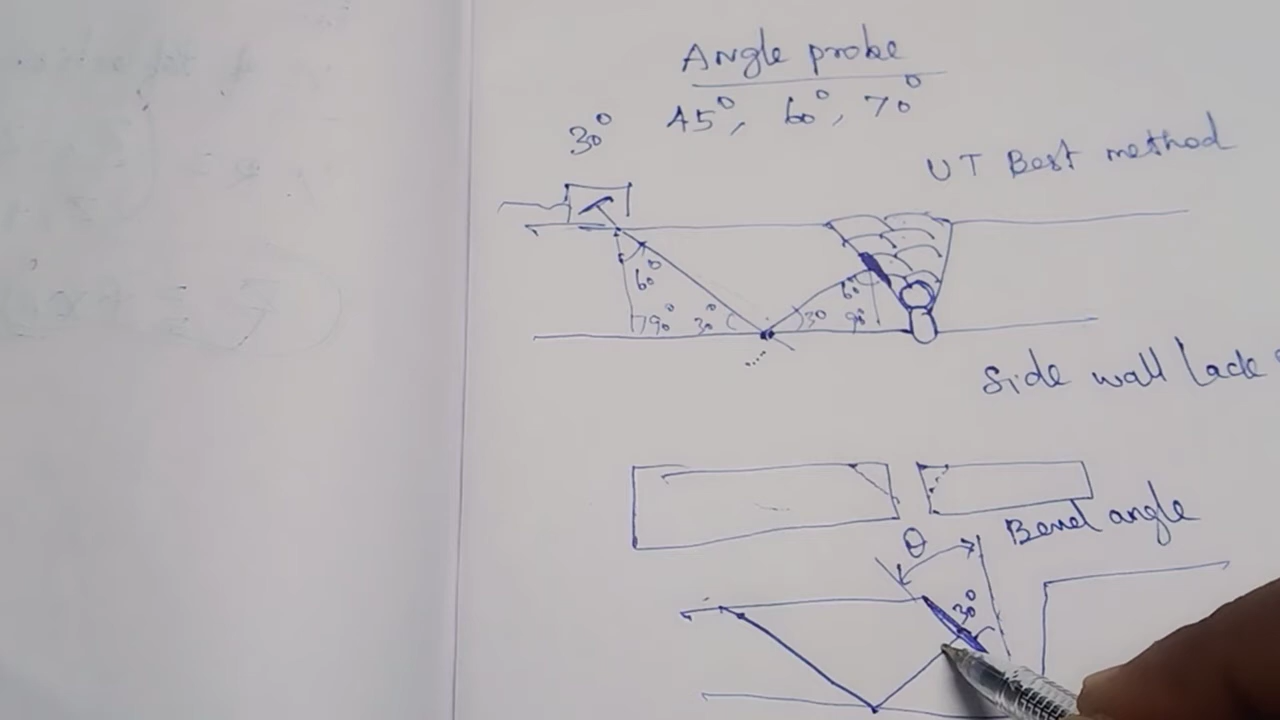 Angle probe
45°, 60°, 70°
30°
UT Best method
60°
90° 30°
30
60
90
Side wall lack
Bevel angle
θ
30°